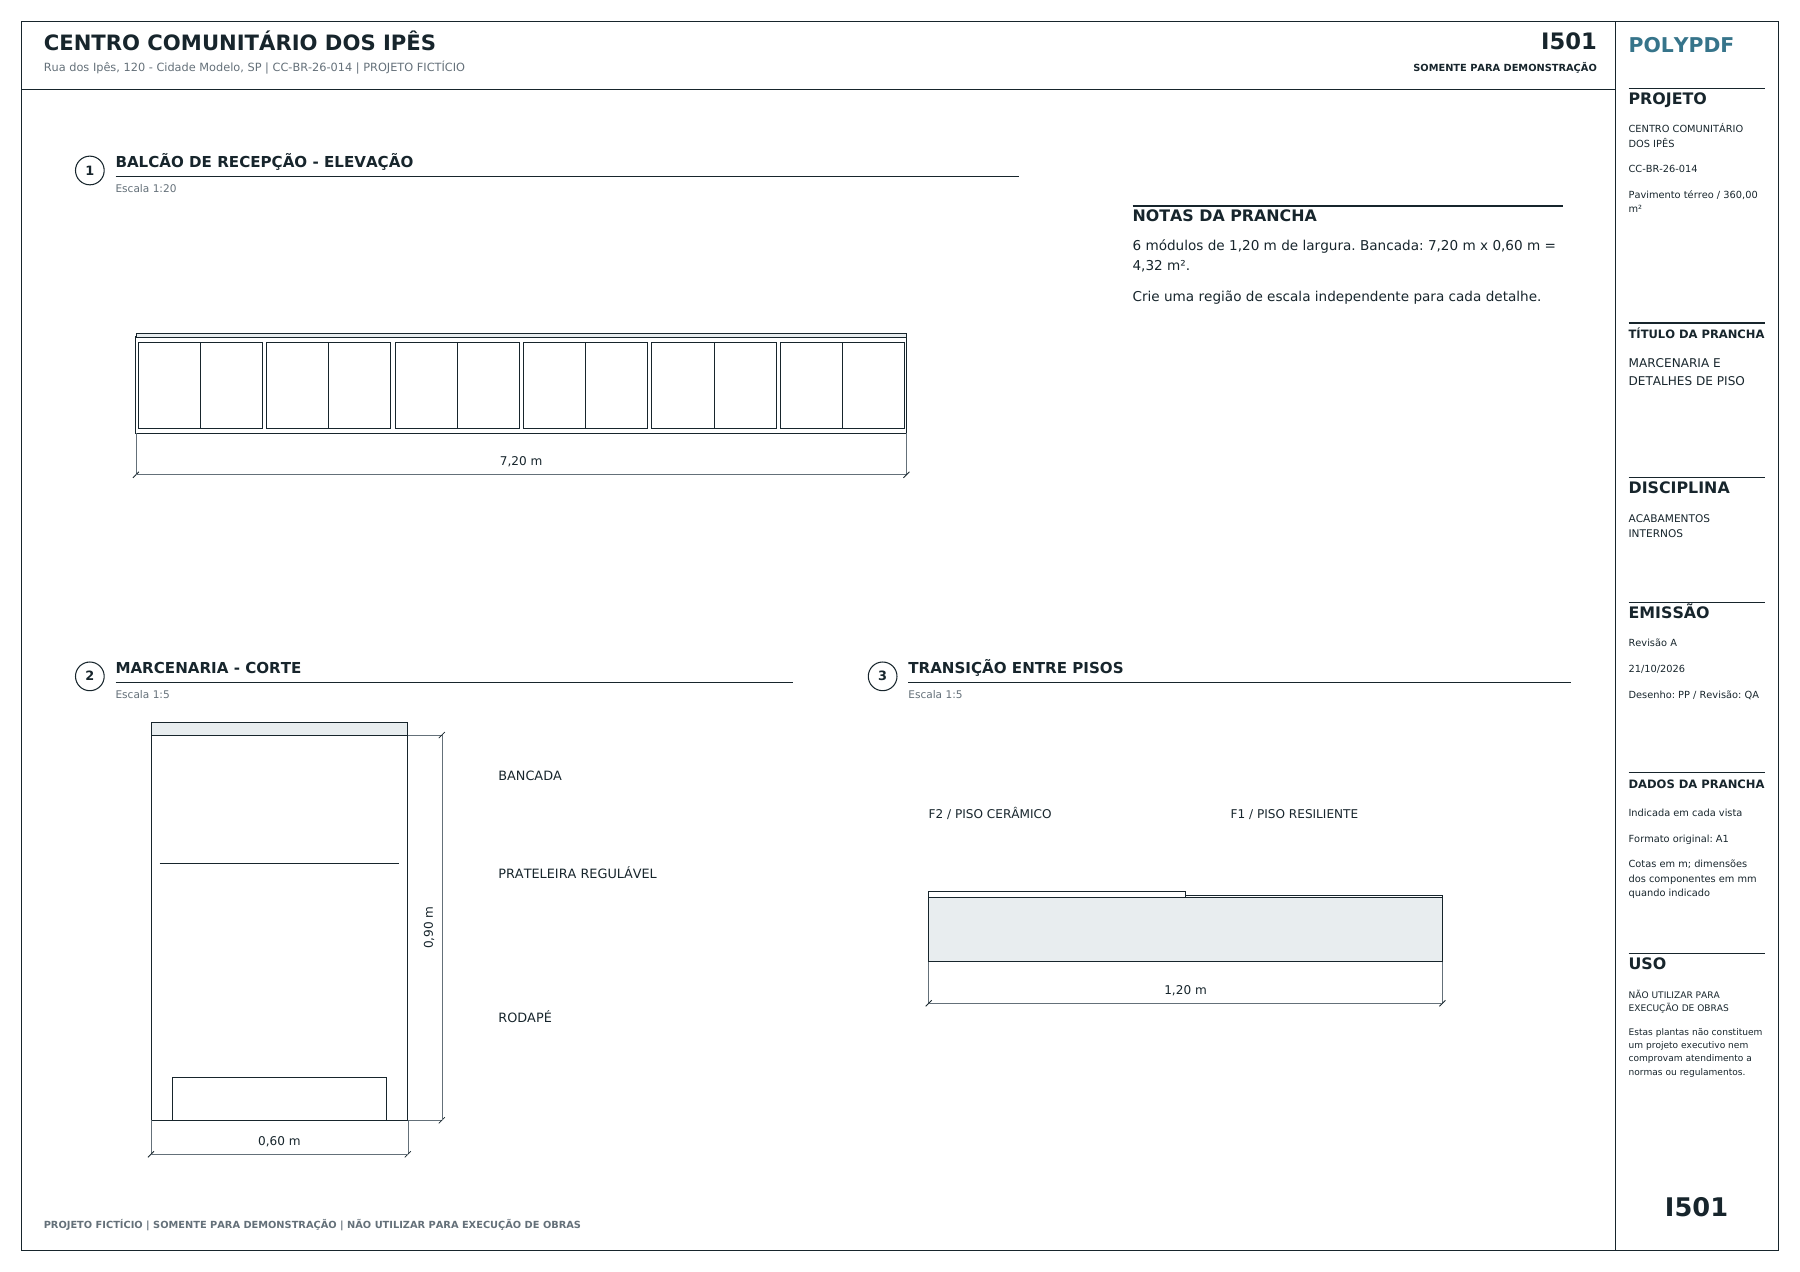 CENTRO COMUNITÁRIO DOS IPÊS
Rua dos Ipês, 120 - Cidade Modelo, SP | CC-BR-26-014 | PROJETO FICTÍCIO
I501
SOMENTE PARA DEMONSTRAÇÃO
1
BALCÃO DE RECEPÇÃO - ELEVAÇÃO
Escala 1:20
7,20 m
NOTAS DA PRANCHA
6 módulos de 1,20 m de largura. Bancada: 7,20 m x 0,60 m =
4,32 m².
Crie uma região de escala independente para cada detalhe.
2
MARCENARIA - CORTE
Escala 1:5
BANCADA
PRATELEIRA REGULÁVEL
0,90 m
RODAPÉ
0,60 m
3
TRANSIÇÃO ENTRE PISOS
Escala 1:5
F2 / PISO CERÂMICO
F1 / PISO RESILIENTE
1,20 m
PROJETO FICTÍCIO | SOMENTE PARA DEMONSTRAÇÃO | NÃO UTILIZAR PARA EXECUÇÃO DE OBRAS
POLYPDF
PROJETO
CENTRO COMUNITÁRIO
DOS IPÊS
CC-BR-26-014
Pavimento térreo / 360,00
m²
TÍTULO DA PRANCHA
MARCENARIA E
DETALHES DE PISO
DISCIPLINA
ACABAMENTOS
INTERNOS
EMISSÃO
Revisão A
21/10/2026
Desenho: PP / Revisão: QA
DADOS DA PRANCHA
Indicada em cada vista
Formato original: A1
Cotas em m; dimensões
dos componentes em mm
quando indicado
USO
NÃO UTILIZAR PARA
EXECUÇÃO DE OBRAS
Estas plantas não constituem
um projeto executivo nem
comprovam atendimento a
normas ou regulamentos.
I501